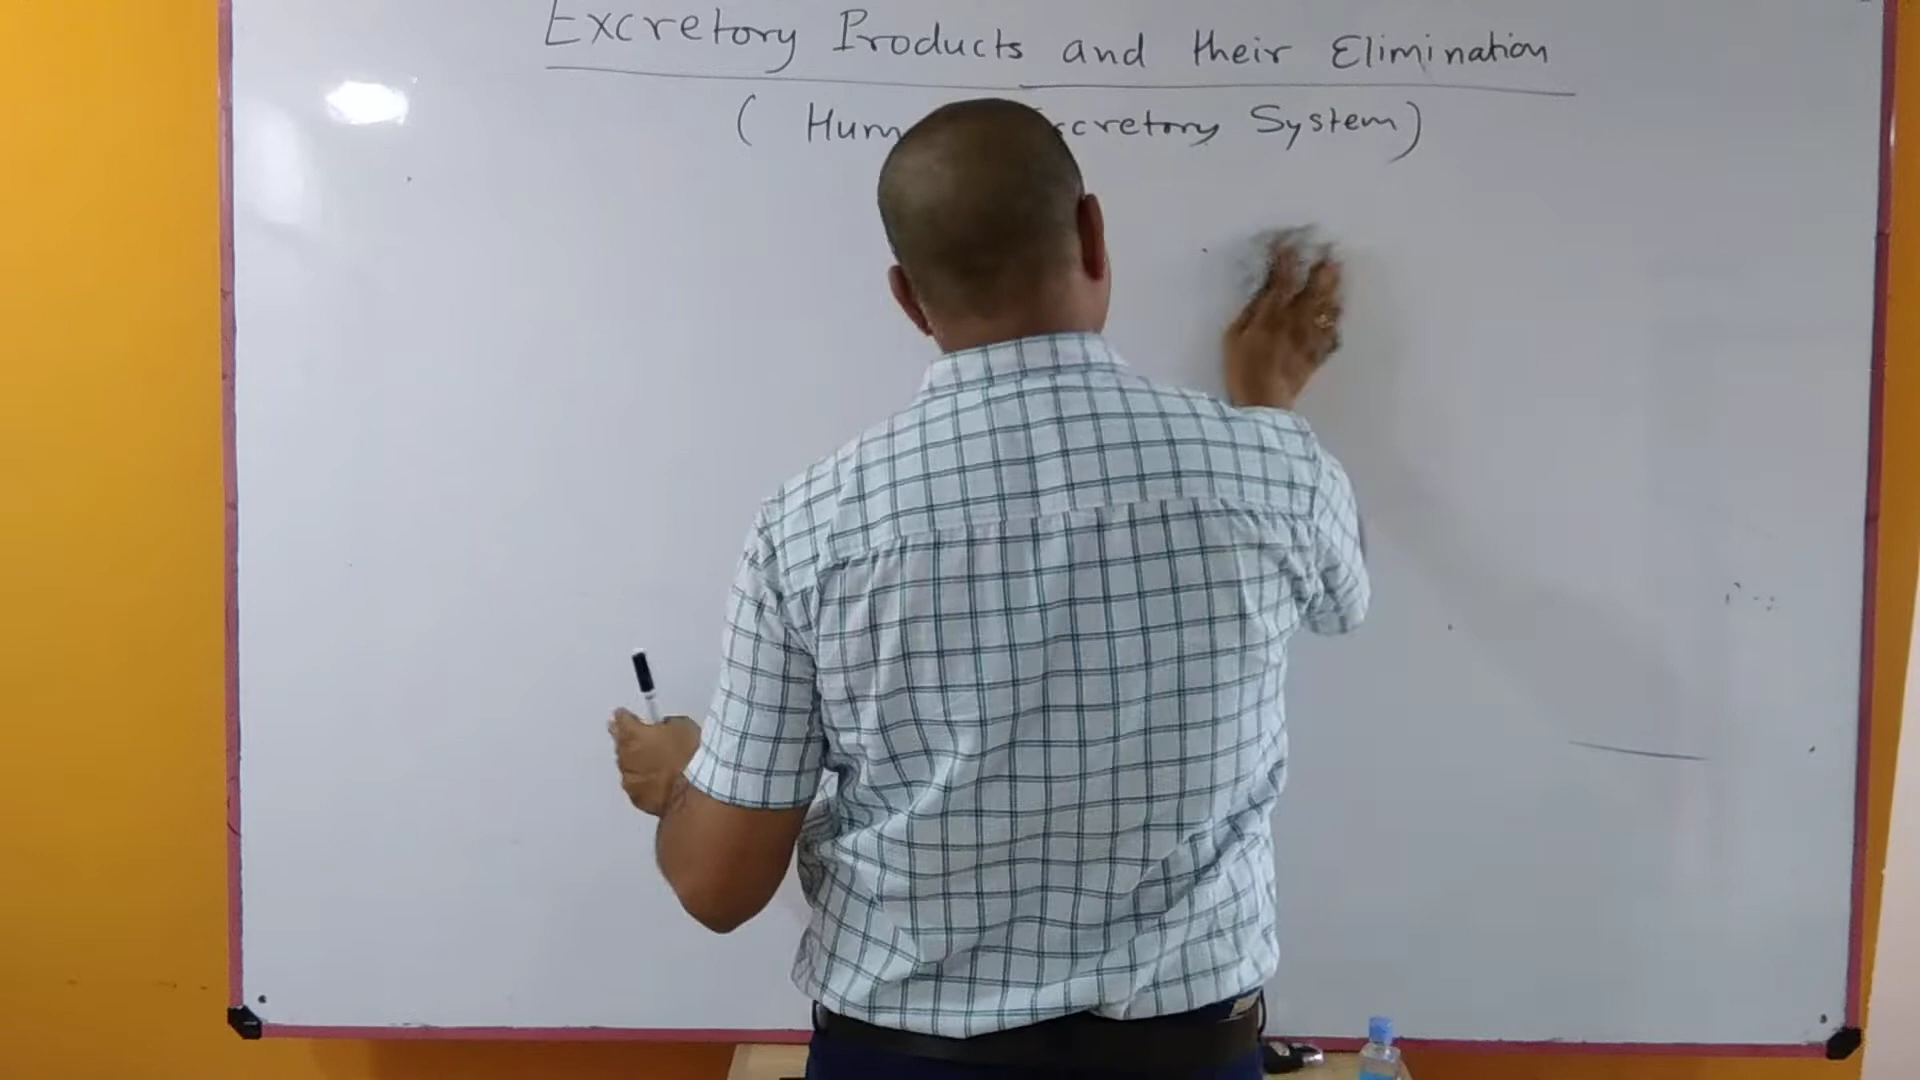 Excretory Products and their Elimination
( Hum cretory System)